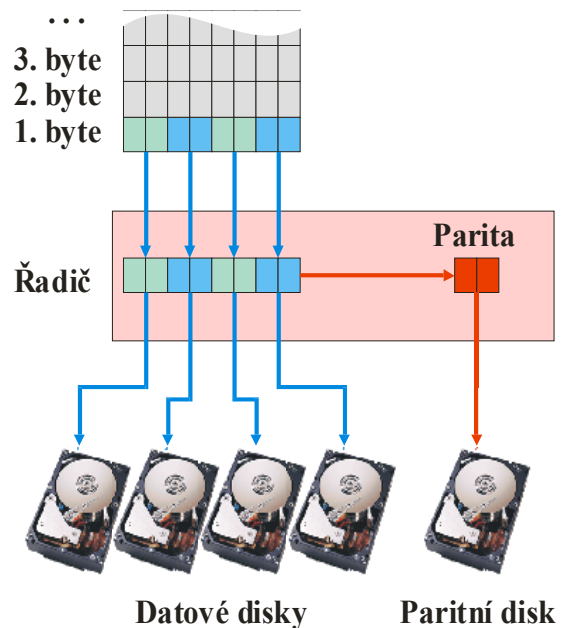 . . .
3. byte
2. byte
1. byte
Parita
Řadič
Datové disky
Paritní disk